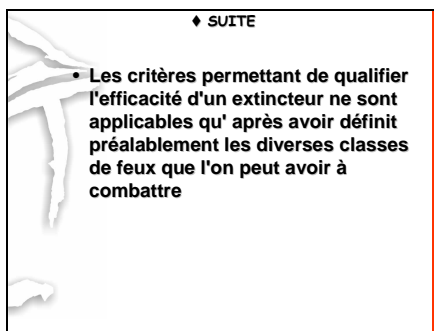 ♦ SUITE
• Les critères permettant de qualifier
l'efficacité d'un extincteur ne sont
applicables qu' après avoir définit
préalablement les diverses classes
de feux que l'on peut avoir à
combattre